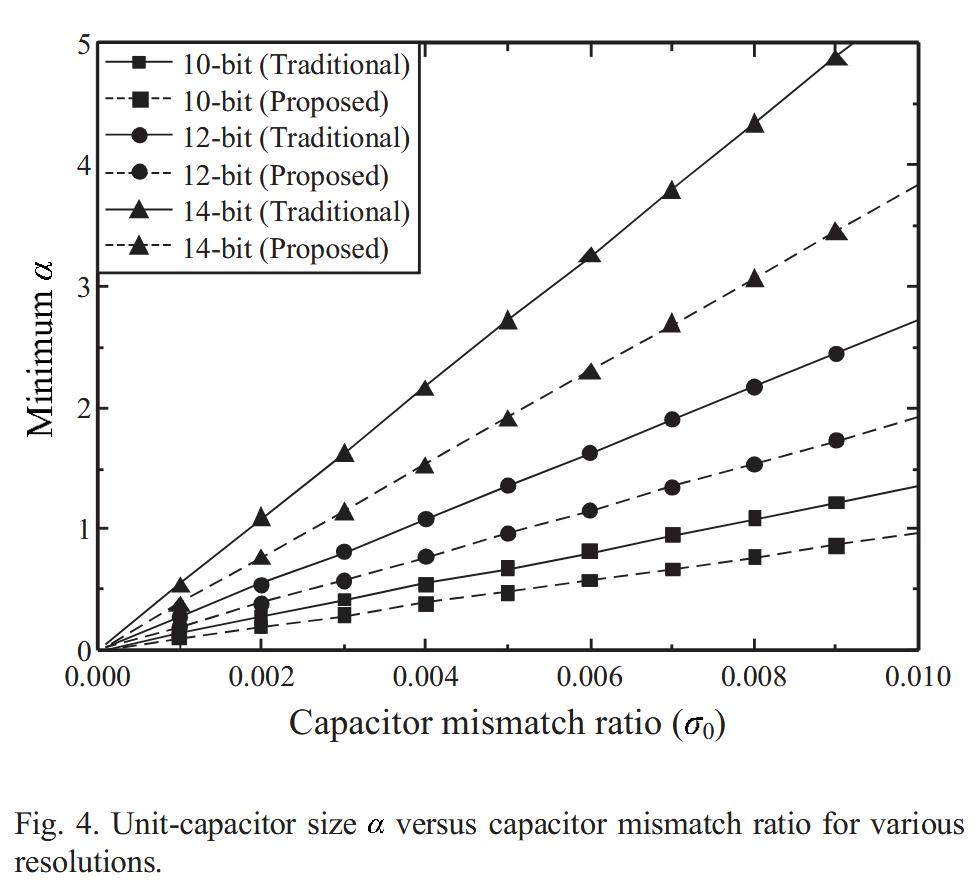 5
4
3
2
1
0
Minimum α
10-bit (Traditional)
10-bit (Proposed)
12-bit (Traditional)
12-bit (Proposed)
14-bit (Traditional)
14-bit (Proposed)
0.000 0.002 0.004 0.006 0.008 0.010
Capacitor mismatch ratio (σ₀)
Fig. 4. Unit-capacitor size α versus capacitor mismatch ratio for various
resolutions.